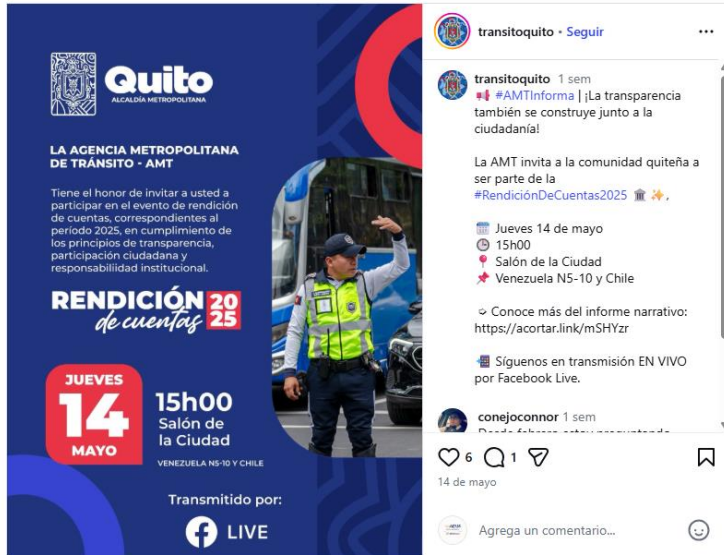 Quito
ALCALDÍA METROPOLITANA
LA AGENCIA METROPOLITANA
DE TRÁNSITO - AMT
Tiene el honor de invitar a usted a
participar en el evento de rendición
de cuentas, correspondientes al
período 2025, en cumplimiento de
los principios de transparencia,
participación ciudadana y
responsabiliidad institucional.
RENDICIÓN
de cuentas
20
25
JUEVES
14
MAYO
15h00
Salón de
la Ciudad
VENEZUELA N5-10 Y CHILE
Transmitido por:
LIVE
transitoquito • Seguir
transitoquito 1 sem
#AMTInforma | ¡La transparencia
también se construye junto a la
ciudadanía!
La AMT invita a la comunidad quiteña a
ser parte de la
#RendiciónDeCuentas2025 🏛️ ✨.
Jueves 14 de mayo
15h00
Salón de la Ciudad
Venezuela N5-10 y Chile
➩ Conoce más del informe narrativo:
https://acortar.link/mSHYzr
Síguenos en transmisión EN VIVO
por Facebook Live.
conejoconnor 1 sem
6 1
14 de mayo
Agrega un comentario...